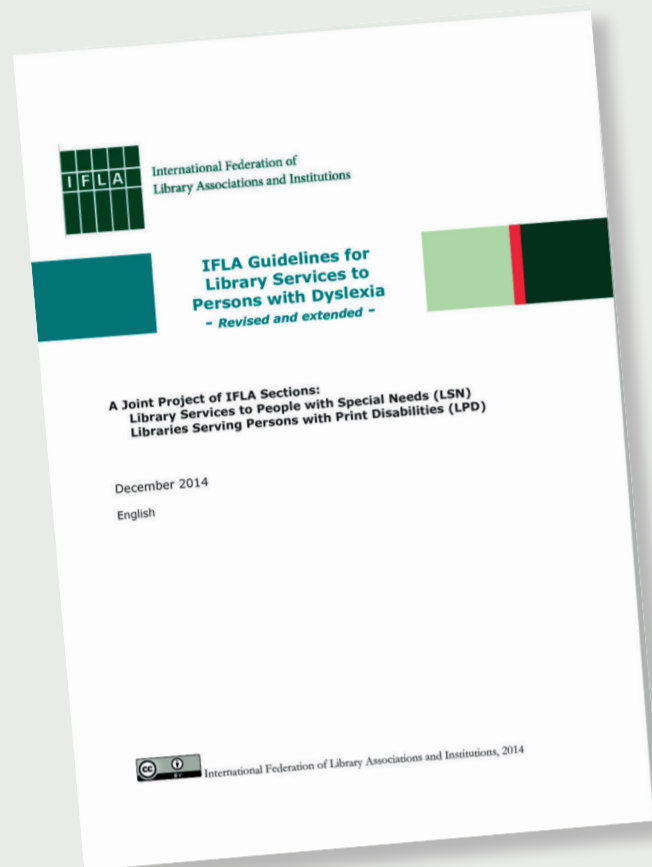 IFLA
International Federation of
Library Associations and Institutions
IFLA Guidelines for
Library Services to
Persons with Dyslexia
– Revised and extended –
A Joint Project of IFLA Sections:
Library Services to People with Special Needs (LSN)
Libraries Serving Persons with Print Disabilities (LPD)
December 2014
English
cc
BY
International Federation of Library Associations and Institutions, 2014